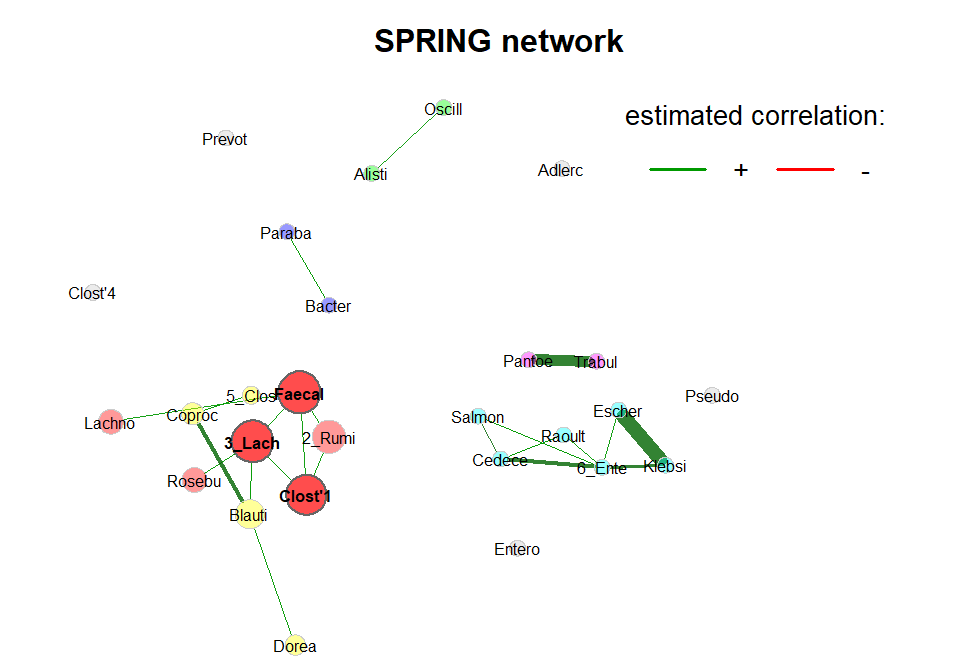 SPRING network
Oscill
estimated correlation:
Prevot
Alisti
Adlerc
+
-
Paraba
Clost'4
Bacter
Pantoe
Trabul
5_Clos
Faecal
Pseudo
Lachno
Coproc
Salmon
Escher
3_Lach
2_Rumi
Raoult
Cedece
6_Ente
Klebsi
Rosebu
Clost'1
Blauti
Entero
Dorea